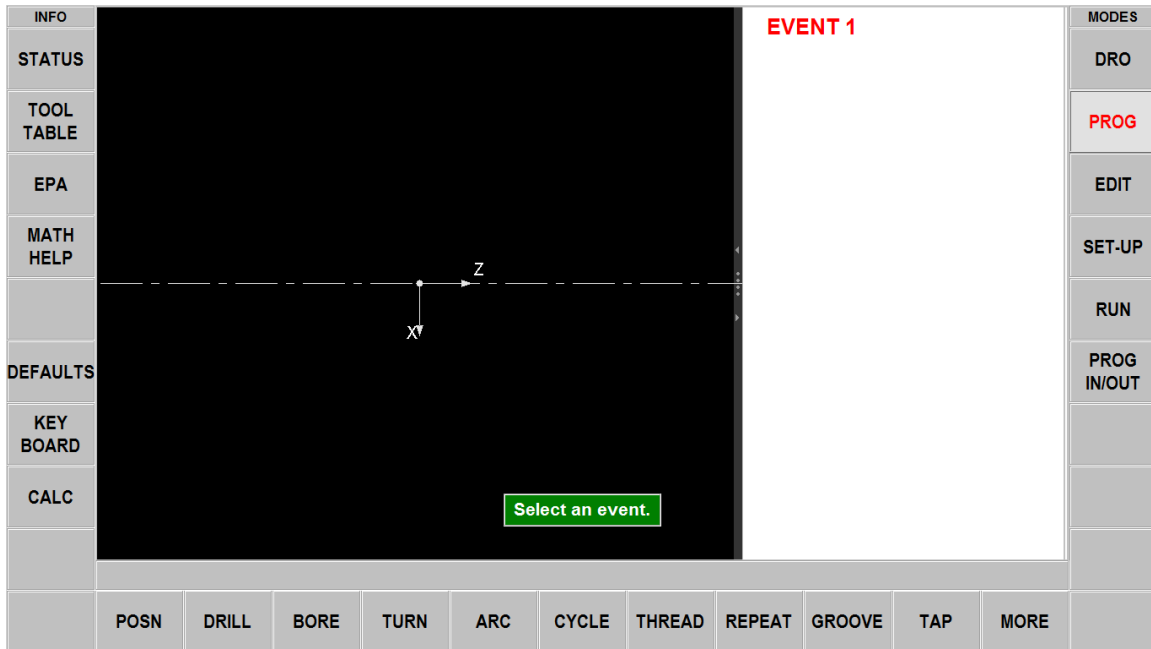 INFO
STATUS
TOOL
TABLE
EPA
MATH
HELP
DEFAULTS
KEY
BOARD
CALC
EVENT 1
Z
X
Select an event.
MODES
DRO
PROG
EDIT
SET-UP
RUN
PROG
IN/OUT
POSN DRILL BORE TURN ARC CYCLE THREAD REPEAT GROOVE TAP MORE